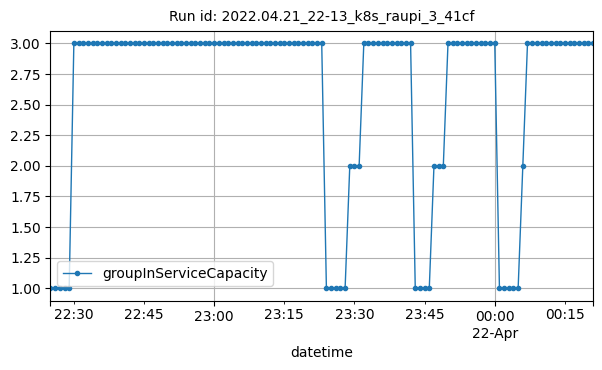 Run id: 2022.04.21_22-13_k8s_raupi_3_41cf
3.00
2.75
2.50
2.25
2.00
1.75
1.50
1.25
1.00
groupInServiceCapacity
22:30 22:45 23:00 23:15 23:30 23:45 00:00 00:15
22-Apr
datetime